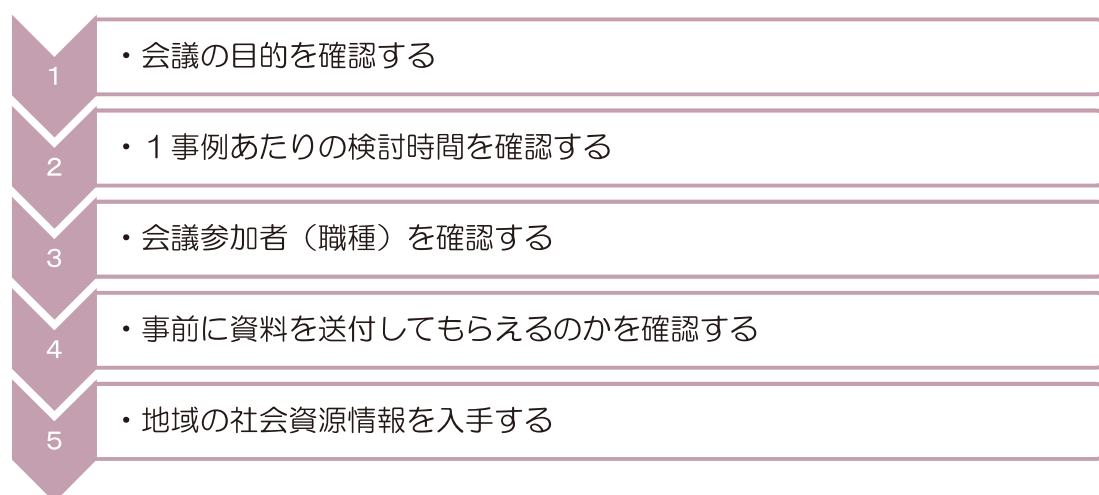 1
・会議の目的を確認する
2
・１事例あたりの検討時間を確認する
3
・会議参加者（職種）を確認する
4
・事前に資料を送付してもらえるのかを確認する
5
・地域の社会資源情報を入手する